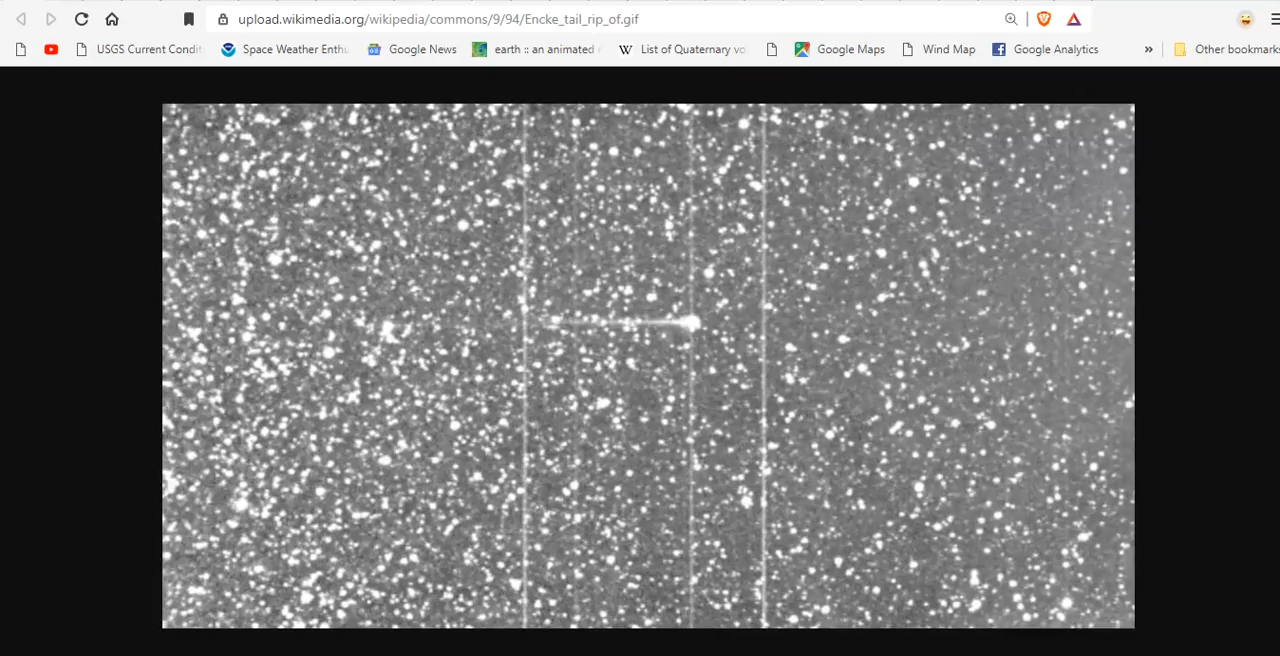 upload.wikimedia.org/wikipedia/commons/9/94/Encke_tail_rip_of.gif
USGS Current Condit Space Weather Enthu Google News earth :: an animated List of Quaternary vo Google Maps Wind Map Google Analytics » Other bookmarks